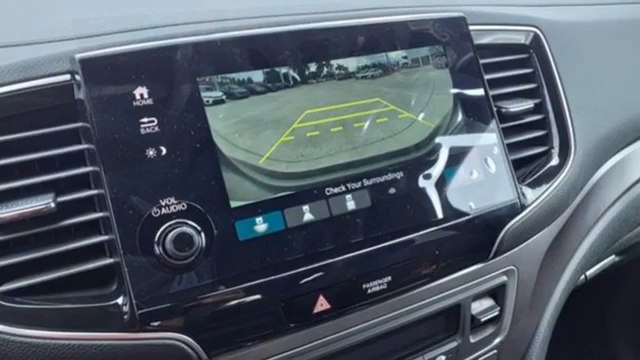 HOME
BACK
VOL
AUDIO
Check Your Surroundings
PASSENGER
AIRBAG